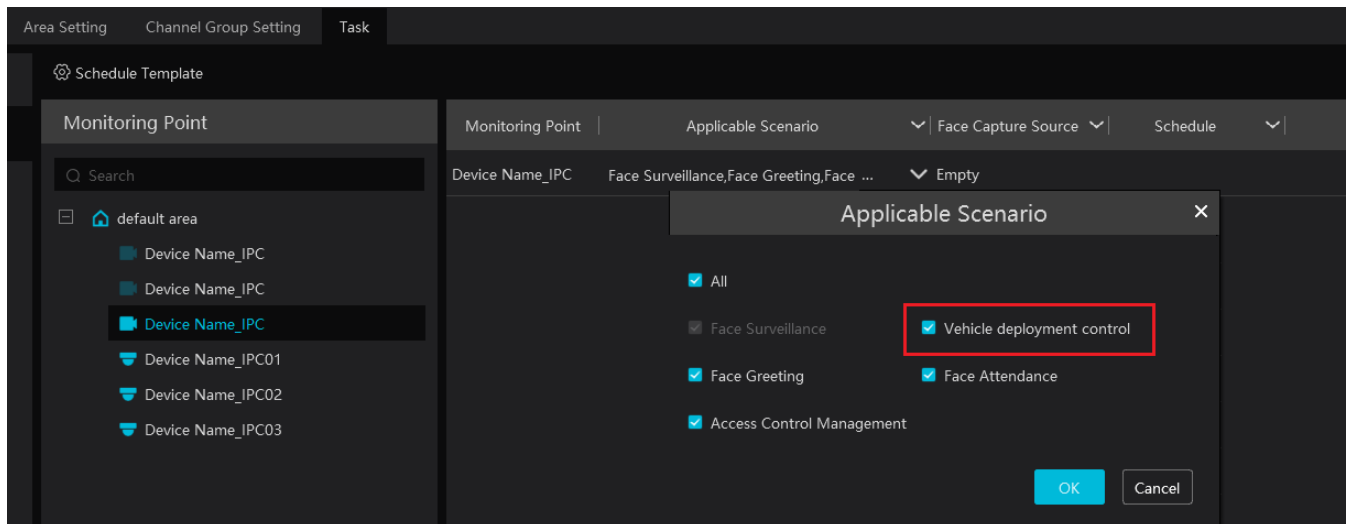 Area Setting Channel Group Setting Task
Schedule Template
Monitoring Point
Search
default area
Device Name_IPC
Device Name_IPC
Device Name_IPC
Device Name_IPC01
Device Name_IPC02
Device Name_IPC03
Monitoring Point Applicable Scenario Face Capture Source Schedule
Device Name_IPC Face Surveillance,Face Greeting,Face ... Empty
Applicable Scenario
All
Face Surveillance Vehicle deployment control
Face Greeting Face Attendance
Access Control Management
OK Cancel